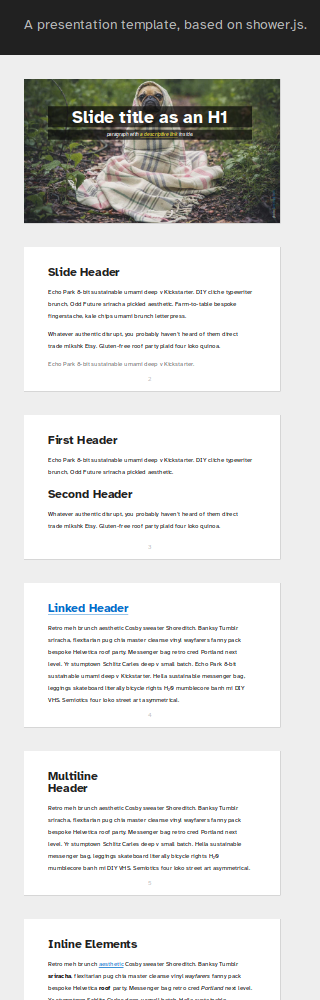 A presentation template, based on shower.js.
Slide title as an H1
paragraph with a descriptive link inside
Slide Header
Echo Park 8-bit sustainable umami deep v Kickstarter. DIY cliche typewriter
brunch. Odd Future sriracha pickled aesthetic. Farm-to-table bespoke
fingerstache, kale chips umami brunch letterpress.
Whatever authentic disrupt, you probably haven't heard of them direct
trade mlkshk Etsy. Gluten-free roof party plaid four loko quinoa.
Echo Park 8-bit sustainable umami deep v Kickstarter.
2
First Header
Echo Park 8-bit sustainable umami deep v Kickstarter. DIY cliche typewriter
brunch. Odd Future sriracha pickled aesthetic.
Second Header
Whatever authentic disrupt, you probably haven't heard of them direct
trade mlkshk Etsy. Gluten-free roof party plaid four loko quinoa.
3
Linked Header
Retro meh brunch aesthetic Cosby sweater Shoreditch. Banksy Tumblr
sriracha, flexitarian pug chia master cleanse vinyl wayfarers fanny pack
bespoke Helvetica roof party. Messenger bag retro cred Portland next
level. Yr stumptown Schlitz Carles deep v small batch. Echo Park 8-bit
sustainable umami deep v Kickstarter. Hella sustainable messenger bag,
leggings skateboard literally bicycle rights H₂0 mumblecore banh mi DIY
VHS. Semiotics four loko street art asymmetrical.
4
Multiline
Header
Retro meh brunch aesthetic Cosby sweater Shoreditch. Banksy Tumblr
sriracha, flexitarian pug chia master cleanse vinyl wayfarers fanny pack
bespoke Helvetica roof party. Messenger bag retro cred Portland next
level. Yr stumptown Schlitz Carles deep v small batch. Hella sustainable
messenger bag, leggings skateboard literally bicycle rights H₂0
mumblecore banh mi DIY VHS. Semiotics four loko street art asymmetrical.
5
Inline Elements
Retro meh brunch aesthetic Cosby sweater Shoreditch. Banksy Tumblr
sriracha, flexitarian pug chia master cleanse vinyl wayfarers fanny pack
bespoke Helvetica roof party. Messenger bag retro cred Portland next level.